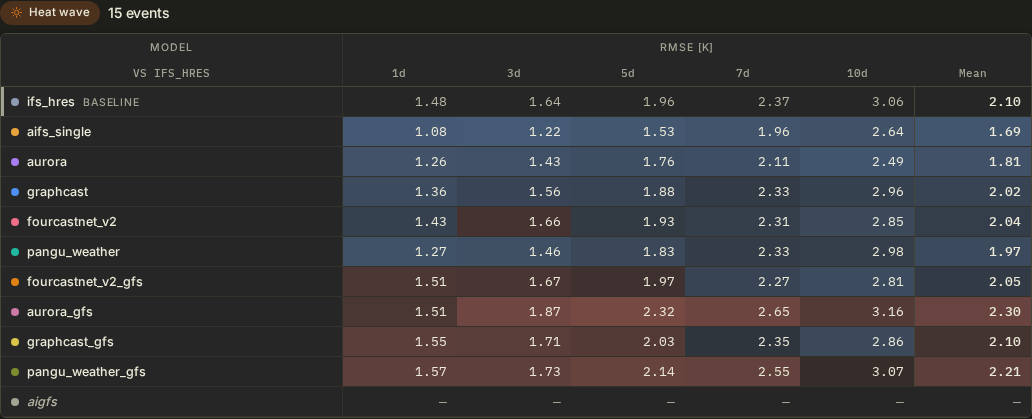 Heat wave 15 events
MODEL RMSE [K]
VS IFS_HRES 1d 3d 5d 7d 10d Mean
ifs_hres BASELINE 1.48 1.64 1.96 2.37 3.06 2.10
aifs_single 1.08 1.22 1.53 1.96 2.64 1.69
aurora 1.26 1.43 1.76 2.11 2.49 1.81
graphcast 1.36 1.56 1.88 2.33 2.96 2.02
fourcastnet_v2 1.43 1.66 1.93 2.31 2.85 2.04
pangu_weather 1.27 1.46 1.83 2.33 2.98 1.97
fourcastnet_v2_gfs 1.51 1.67 1.97 2.27 2.81 2.05
aurora_gfs 1.51 1.87 2.32 2.65 3.16 2.30
graphcast_gfs 1.55 1.71 2.03 2.35 2.86 2.10
pangu_weather_gfs 1.57 1.73 2.14 2.55 3.07 2.21
aigfs — — — — — —